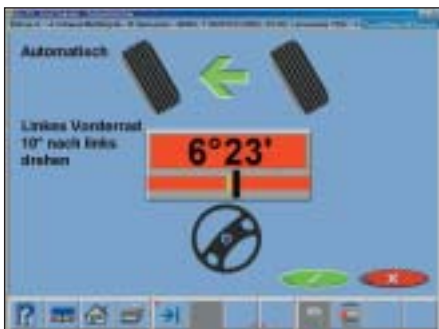 Automatisch
Linkes Vorderrad
10° nach links
drehen
6°23'